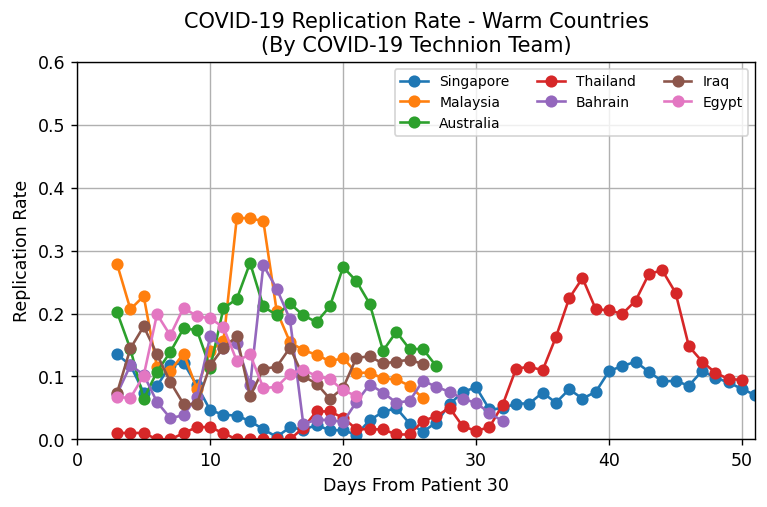 COVID-19 Replication Rate - Warm Countries
(By COVID-19 Technion Team)
Replication Rate
0.6
0.5
0.4
0.3
0.2
0.1
0.0
Singapore
Malaysia
Australia
Thailand
Bahrain
Iraq
Egypt
0 10 20 30 40 50
Days From Patient 30